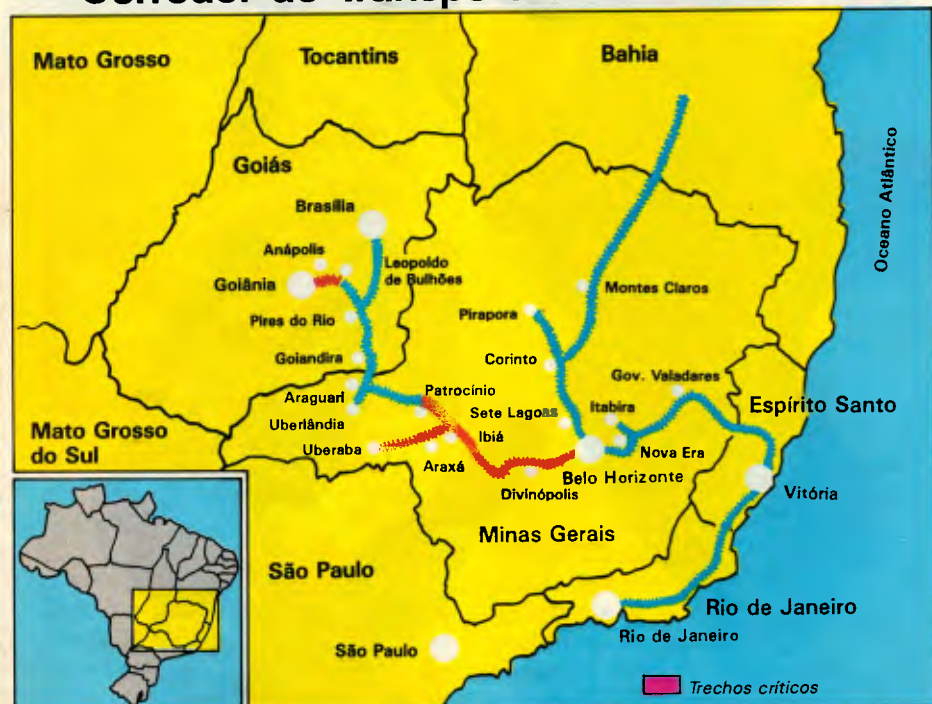 Corredor de transpo
Mato Grosso
Tocantins
Bahia
Goiás
Oceano Atlântico
Brasília
Anápolis
Leopoldo
de Bulhões
Goiânia
Montes Claros
Pires do Rio
Pirapora
Goiandira
Corinto
Gov. Valadares
Araguari
Patrocínio
Espírito Santo
Sete Lagoas
Itabira
Uberlândia
Mato Grosso
do Sul
Uberaba
Ibiá
Nova Era
Araxá
Belo Horizonte
Vitória
Divinópolis
Minas Gerais
São Paulo
Rio de Janeiro
Rio de Janeiro
São Paulo
Trechos críticos